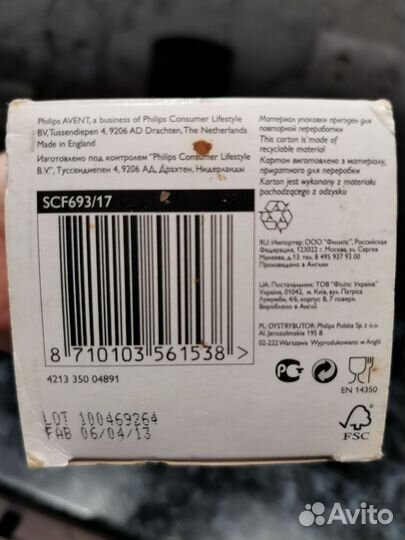 Philips AVENT, a business of Philips Consumer Lifestyle
BV, Tussendiepen 4, 9206 AD Drachten, The Netherlands
Made in England
Изготовлено под контролем "Philips Consumer Lifestyle
B.V.", Туссендиепен 4, 9206 АД, Драхтен, Нидерланды
SCF693/17
8 710103 561538 >
4213 350 04891
LOT 100469264
FAB 06/04/13
Материал упаковки пригоден для
повторной переработки
This carton is made of
recyclable material
Картон виготовлено з матеріалу,
придатного для переробки
Karton jest wykonany z materiału
pochodzącego z odzysku
RU: Импортер: ООО "Филипс", Российская
Федерация, 123022 г. Москва, ул. Сергея
Макеева, д.13. тел. 8 495 937 93 00
Произведено в Англии
UA: Постачальник: ТОВ "Філіпс Україна"
Україна, 01042, м. Київ, вул. Патріса
Лумумби, 4/6, корпус В, 7 поверх.
Вироблено в Англії
PL: DYSTRYBUTOR: Philips Polska Sp. z o.o.
Al. Jerozolimskie 195 B
02-222 Warszawa Wyprodukowano w Anglii
EN 14350
FSC
Avito